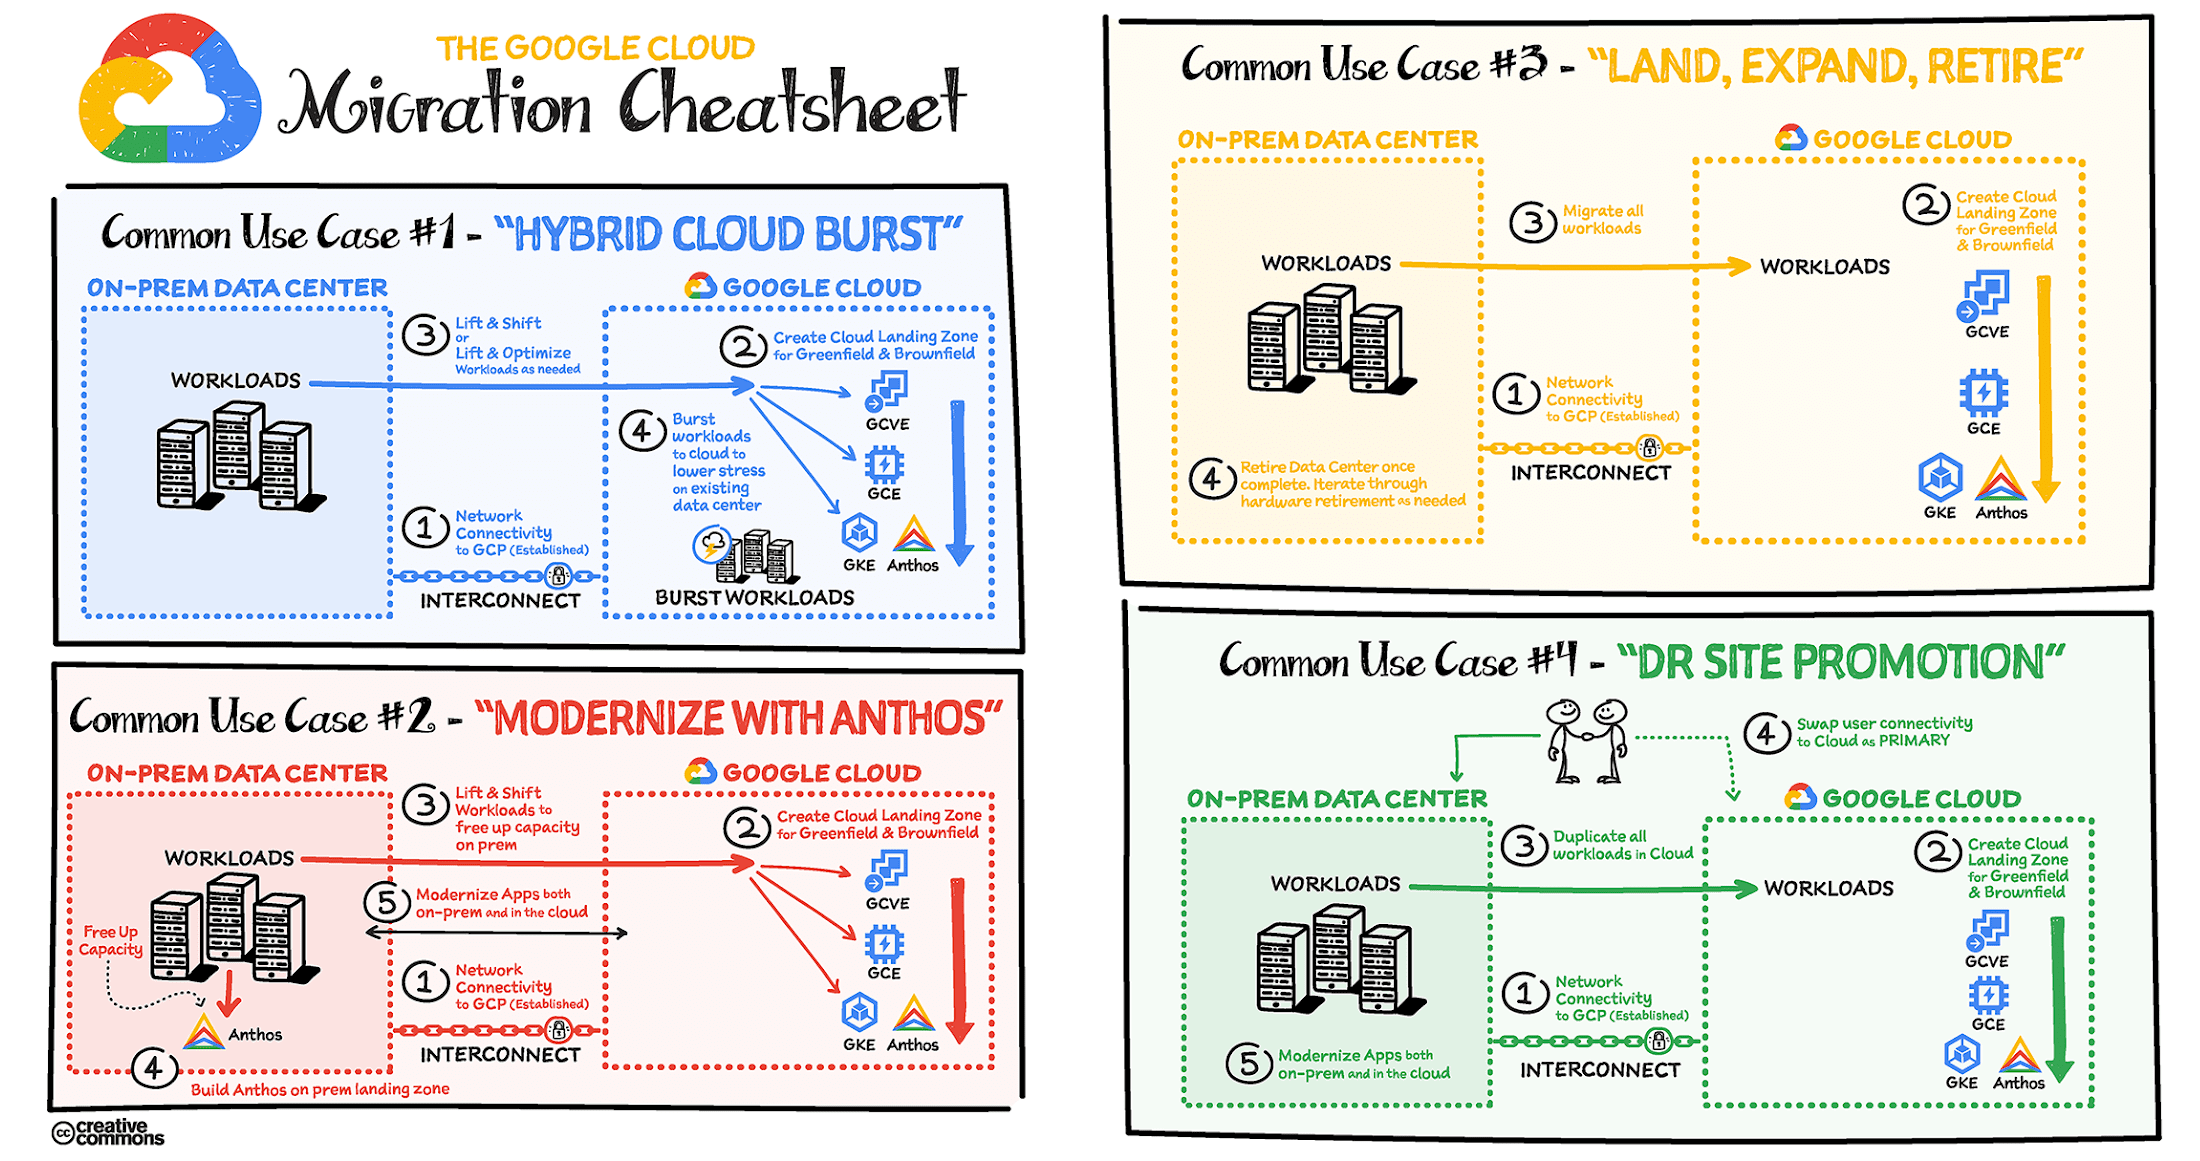 THE GOOGLE CLOUD
Migration Cheatsheet
Common Use Case #1 - "HYBRID CLOUD BURST"
ON-PREM DATA CENTER
GOOGLE CLOUD
3 Lift & Shift
or
Lift & Optimize
Workloads as needed
2 Create Cloud Landing Zone
for Greenfield & Brownfield
WORKLOADS
GCVE
4 Burst
workloads
to cloud to
lower stress
on existing
data center
GCE
1 Network
Connectivity
to GCP (Established)
GKE
Anthos
INTERCONNECT
BURST WORKLOADS
Common Use Case #2 - "MODERNIZE WITH ANTHOS"
ON-PREM DATA CENTER
GOOGLE CLOUD
3 Lift & Shift
Workloads to
free up capacity
on prem
2 Create Cloud Landing Zone
for Greenfield & Brownfield
WORKLOADS
GCVE
5 Modernize Apps both
on-prem and in the cloud
Free Up
Capacity
GCE
1 Network
Connectivity
to GCP (Established)
Anthos
GKE
Anthos
INTERCONNECT
4
Build Anthos on prem landing zone
cc creative
commons
Common Use Case #3 - "LAND, EXPAND, RETIRE"
ON-PREM DATA CENTER
GOOGLE CLOUD
3 Migrate all
workloads
2 Create Cloud
Landing Zone
for Greenfield
& Brownfield
WORKLOADS
WORKLOADS
GCVE
1 Network
Connectivity
to GCP (Established)
GCE
4 Retire Data Center once
complete. Iterate through
hardware retirement as needed
INTERCONNECT
GKE
Anthos
Common Use Case #4 - "DR SITE PROMOTION"
4 Swap user connectivity
to Cloud as PRIMARY
ON-PREM DATA CENTER
GOOGLE CLOUD
3 Duplicate all
workloads in Cloud
2 Create Cloud
Landing Zone
for Greenfield
& Brownfield
WORKLOADS
WORKLOADS
GCVE
1 Network
Connectivity
to GCP (Established)
GCE
5 Modernize Apps both
on-prem and in the cloud
INTERCONNECT
GKE
Anthos